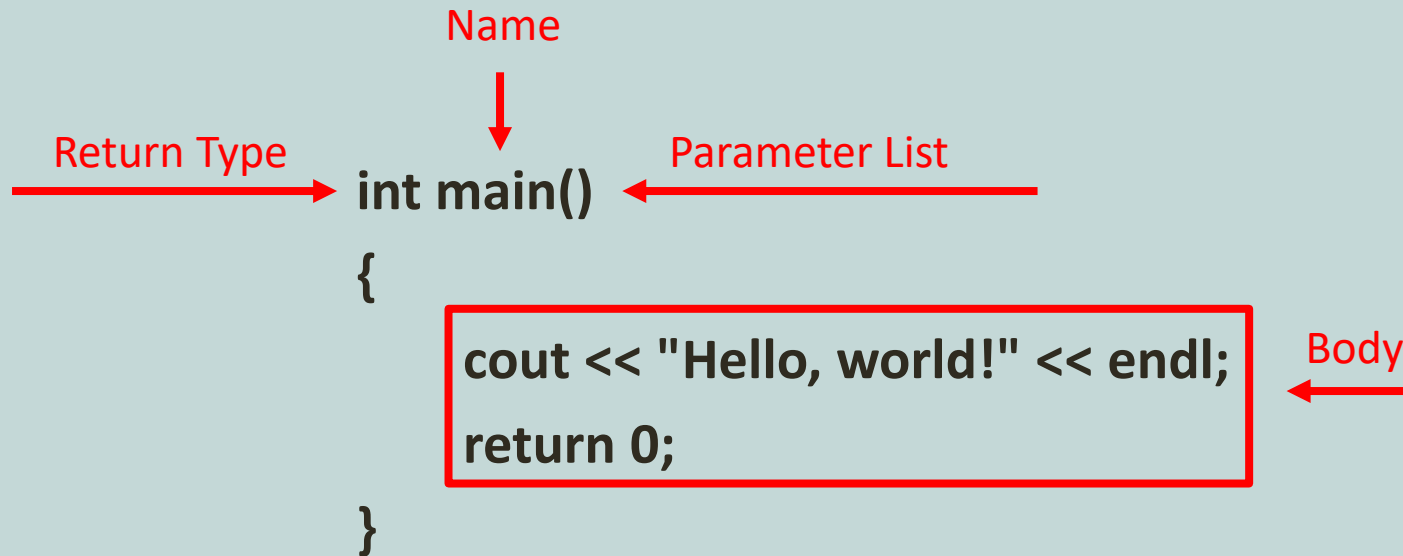 Name
Return Type
Parameter List
int main()
{
cout << "Hello, world!" << endl;
Body
return 0;
}